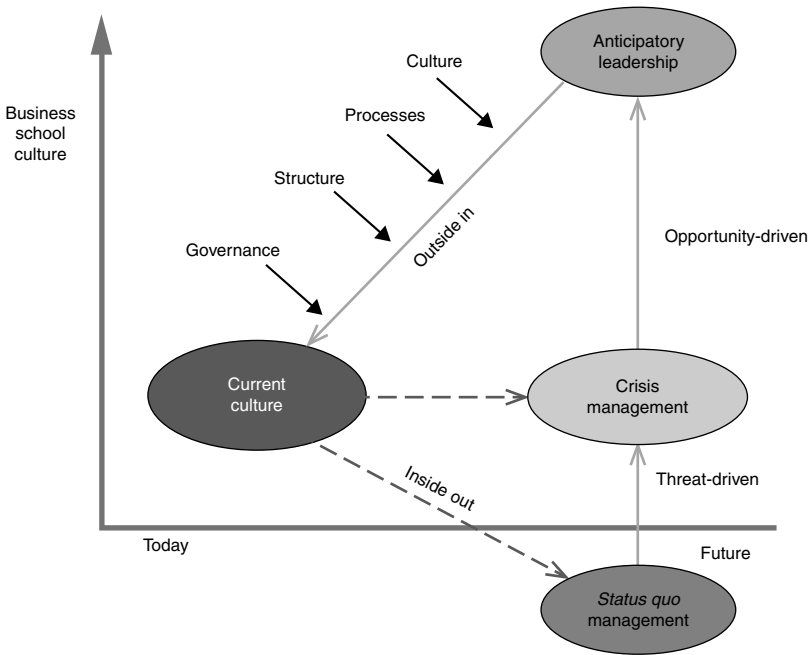 Anticipatory
leadership
Culture
Business
school
culture
Processes
Structure
Outside in
Opportunity-driven
Governance
Current
culture
Crisis
management
Inside out
Threat-driven
Today
Future
Status quo
management